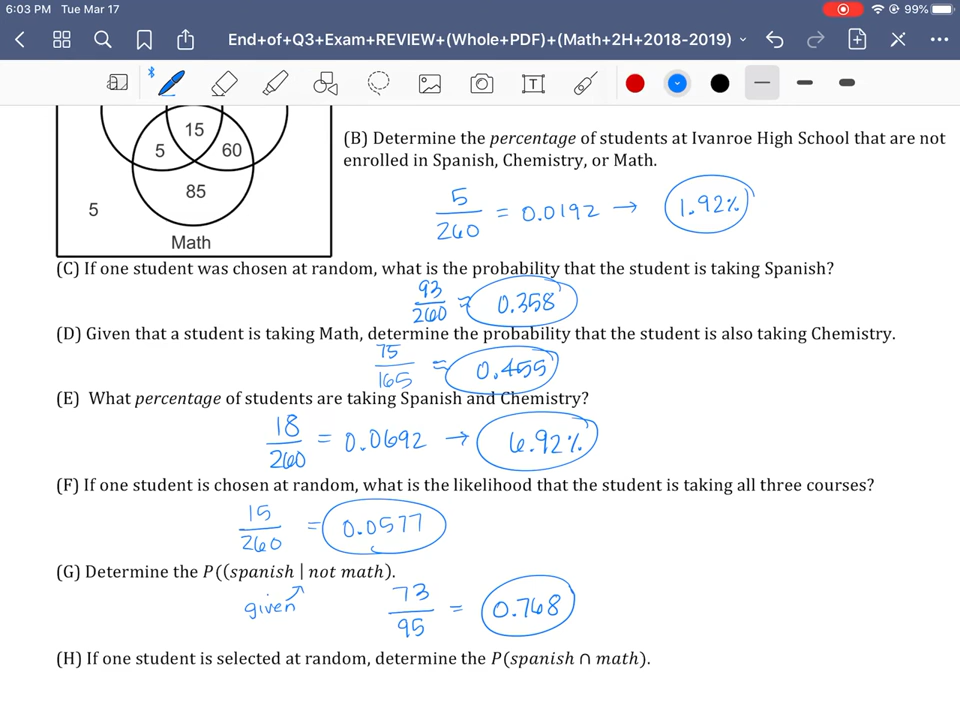 6:03 PM Tue Mar 17 99%
End+of+Q3+Exam+REVIEW+(Whole+PDF)+(Math+2H+2018-2019)
T
15
5 60
85
5
Math
(B) Determine the percentage of students at Ivanroe High School that are not
enrolled in Spanish, Chemistry, or Math.
5/260 = 0.0192 → 1.92%
(C) If one student was chosen at random, what is the probability that the student is taking Spanish?
93/260 = 0.358
(D) Given that a student is taking Math, determine the probability that the student is also taking Chemistry.
75/165 = 0.455
(E) What percentage of students are taking Spanish and Chemistry?
18/260 = 0.0692 → 6.92%
(F) If one student is chosen at random, what is the likelihood that the student is taking all three courses?
15/260 = 0.0577
(G) Determine the P((spanish | not math).
given 73/95 = 0.768
(H) If one student is selected at random, determine the P(spanish ∩ math).